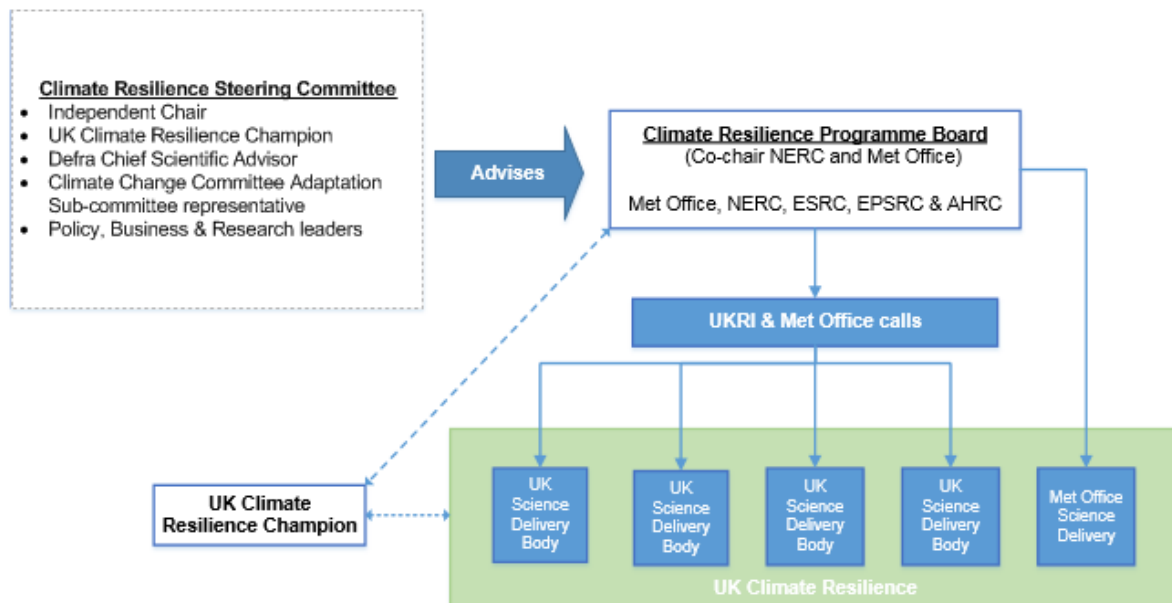 Climate Resilience Steering Committee
• Independent Chair
• UK Climate Resilience Champion
• Defra Chief Scientific Advisor
• Climate Change Committee Adaptation
Sub-committee representative
• Policy, Business & Research leaders
Advises
Climate Resilience Programme Board
(Co-chair NERC and Met Office)
Met Office, NERC, ESRC, EPSRC & AHRC
UKRI & Met Office calls
UK Climate
Resilience Champion
UK
Science
Delivery
Body
UK
Science
Delivery
Body
UK
Science
Delivery
Body
UK
Science
Delivery
Body
Met Office
Science
Delivery
UK Climate Resilience